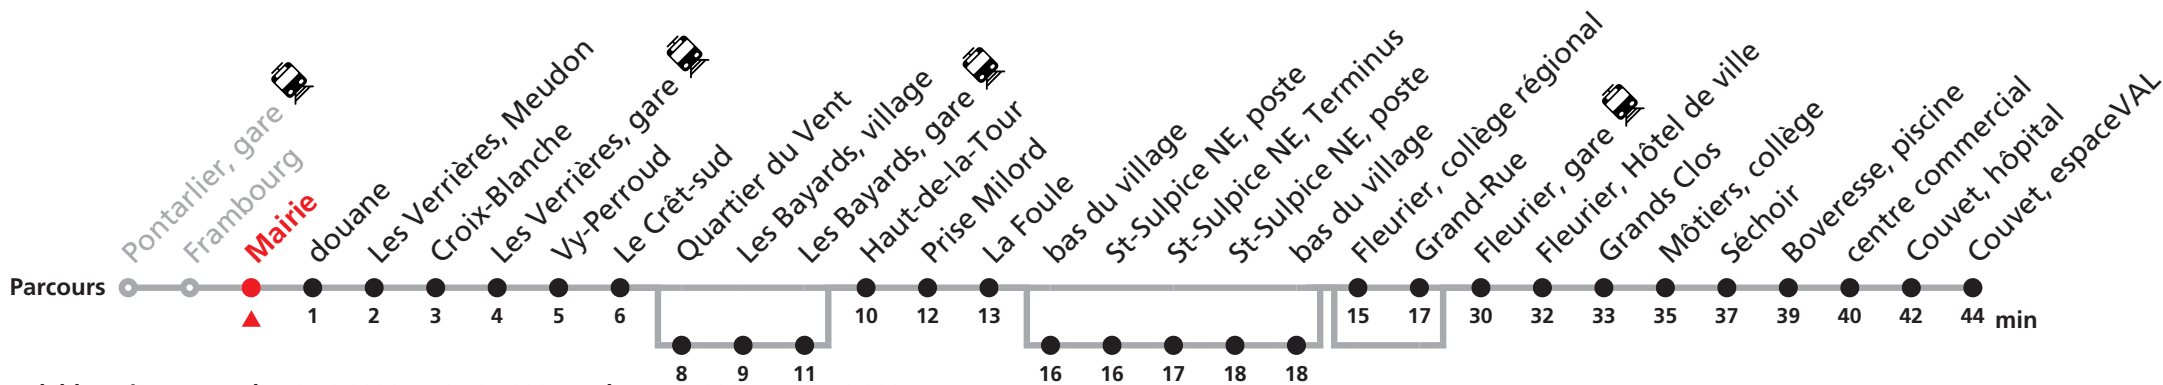 Pontarlier, gare
Frambourg
Mairie
douane
Les Verrières, Meudon
Croix-Blanche
Les Verrières, gare
Vy-Perroud
Le Crêt-sud
Quartier du Vent
Les Bayards, village
Les Bayards, gare
Haut-de-la-Tour
Prise Milord
La Foule
bas du village
St-Sulpice NE, poste
St-Sulpice NE, Terminus
St-Sulpice NE, poste
bas du village
Fleurier, collège régional
Grand-Rue
Fleurier, gare
Fleurier, Hôtel de ville
Grands Clos
Môtiers, collège
Séchoir
Boveresse, piscine
centre commercial
Couvet, hôpital
Couvet, espaceVAL
Parcours
1 2 3 4 5 6 10 12 13 15 17 30 32 33 35 37 39 40 42 44 min
8 9 11 16 16 17 18 18